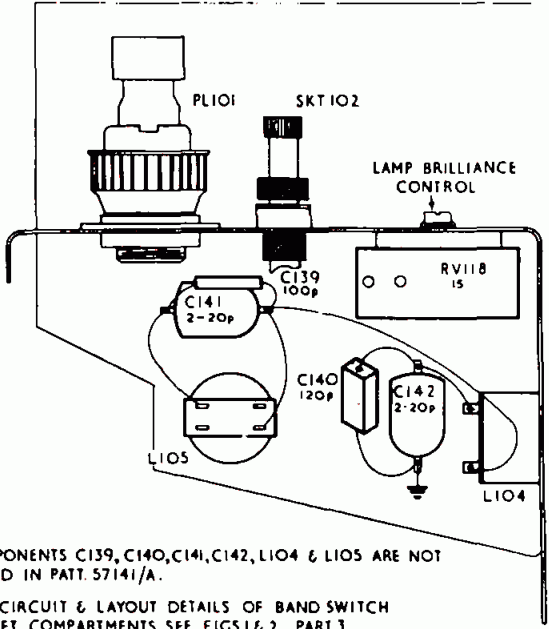 PL101
SKT102
LAMP BRILLIANCE
CONTROL
RV118
15
C139
100p
C141
2-20p
C140
120p
C142
2-20p
L105
L104
PONENTS C139, C140, C141, C142, L104 & L105 ARE NOT
D IN PATT. 57141/A.
CIRCUIT & LAYOUT DETAILS OF BAND SWITCH
ET COMPARTMENTS SEE FIGS 1 & 2 PART 3